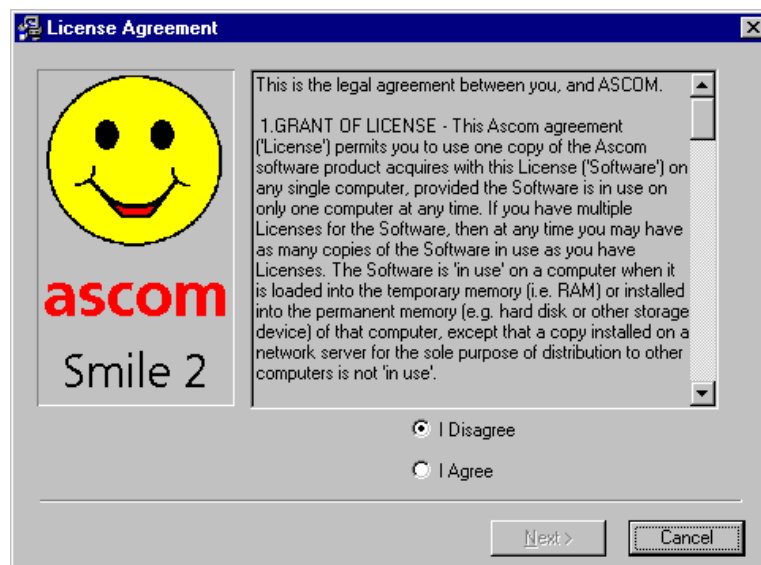 License Agreement
This is the legal agreement between you, and ASCOM.
1.GRANT OF LICENSE - This Ascom agreement
('License') permits you to use one copy of the Ascom
software product acquires with this License ('Software') on
any single computer, provided the Software is in use on
only one computer at any time. If you have multiple
Licenses for the Software, then at any time you may have
as many copies of the Software in use as you have
Licenses. The Software is 'in use' on a computer when it
is loaded into the temporary memory (i.e. RAM) or installed
into the permanent memory (e.g. hard disk or other storage
device) of that computer, except that a copy installed on a
network server for the sole purpose of distribution to other
computers is not 'in use'.
ascom
Smile 2
I Disagree
I Agree
Next >
Cancel